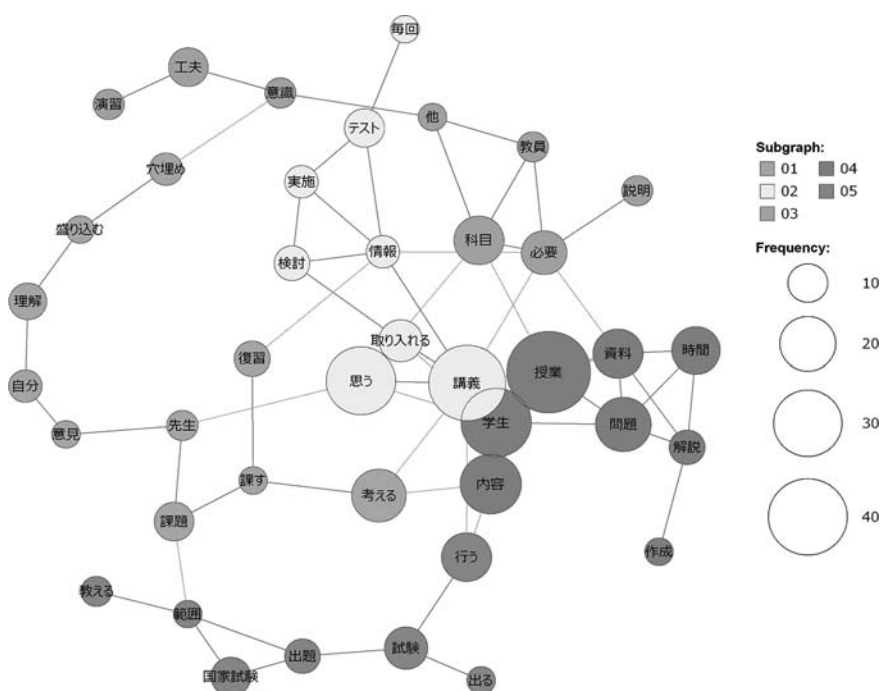 毎回
工夫
意識
演習
他
テスト
教員
穴埋め
実施
説明
盛り込む
科目
必要
検討
情報
理解
取り入れる
復習
資料
時間
思う
講義
授業
自分
先生
学生
問題
意見
解説
課す
考える
内容
課題
作成
行う
教える
範囲
試験
出題
国家試験
出る
Subgraph:
01 04
02 05
03
Frequency:
10
20
30
40